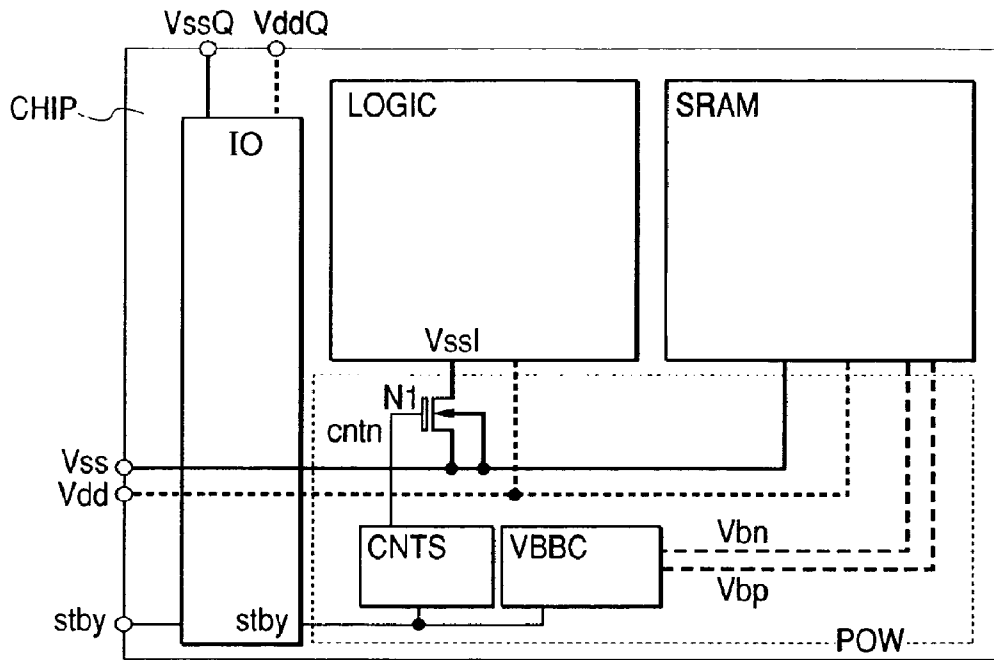 VssQ VddQ
CHIP
IO
LOGIC
SRAM
VssI
N1
cntn
Vss
Vdd
CNTS
VBBC
Vbn
Vbp
stby
stby
POW